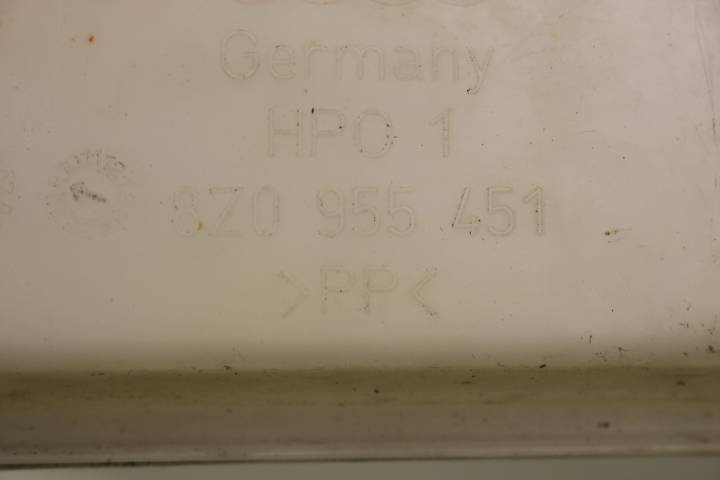 Germany
HPO 1
8Z0 955 451
>PP<